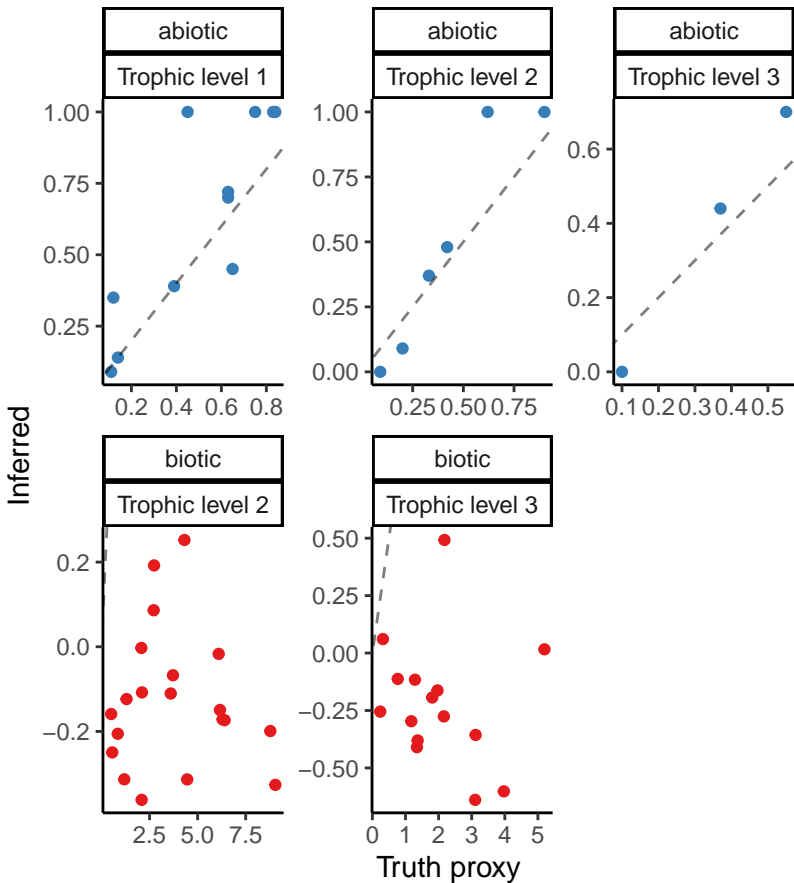 abiotic abiotic abiotic
Trophic level 1 Trophic level 2 Trophic level 3
1.00 1.00
0.6
0.75 0.75
0.4
0.50 0.50
0.2
0.25 0.25
0.00 0.0
0.2 0.4 0.6 0.8 0.25 0.50 0.75 0.1 0.2 0.3 0.4 0.5
Inferred
biotic biotic
Trophic level 2 Trophic level 3
0.2 0.50
0.25
0.0 0.00
−0.2 −0.25
−0.50
2.5 5.0 7.5 0 1 2 3 4 5
Truth proxy